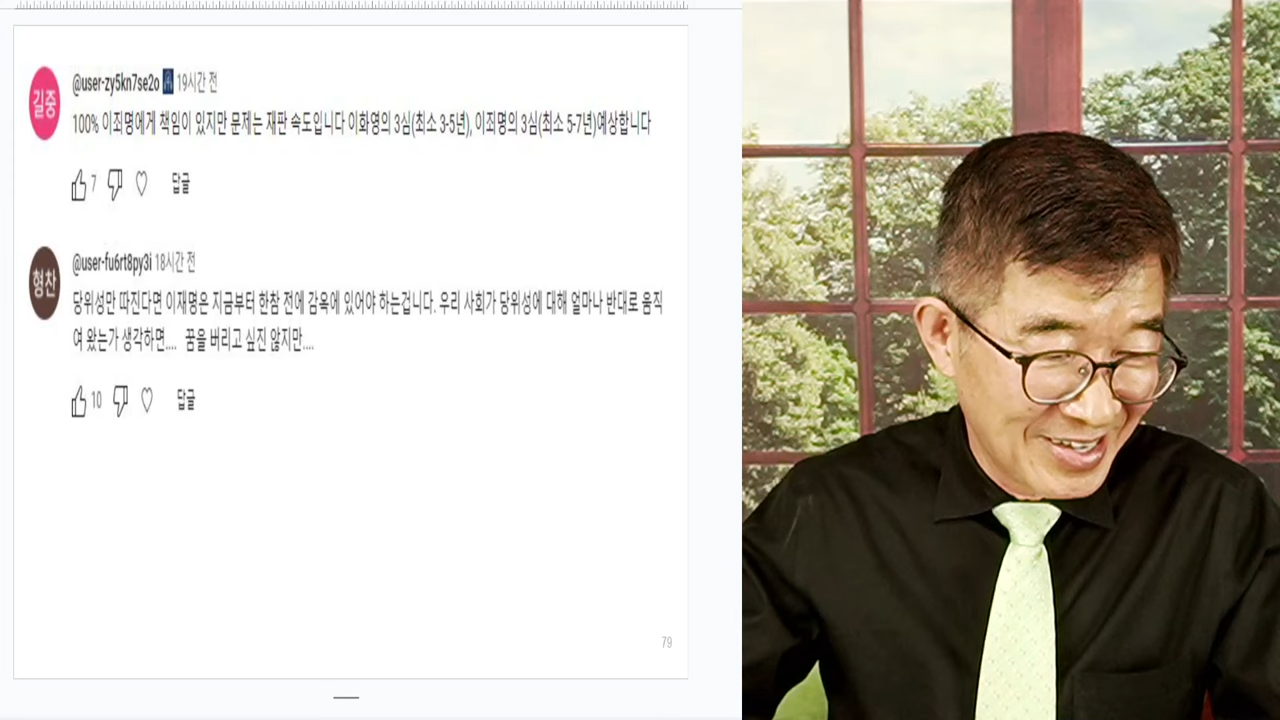 길중
@user-zy5kn7se2o 19시간 전
100% 이죄명에게 책임이 있지만 문제는 재판 속도입니다 이화영의 3심(최소 3-5년), 이죄명의 3심(최소 5-7년)예상합니다
7 답글
형찬
@user-fu6rt8py3i 18시간 전
당위성만 따진다면 이재명은 지금부터 한참 전에 감옥에 있어야 하는겁니다. 우리 사회가 당위성에 대해 얼마나 반대로 움직
여 왔는가 생각하면.... 꿈을 버리고 싶진 않지만....
10 답글
79